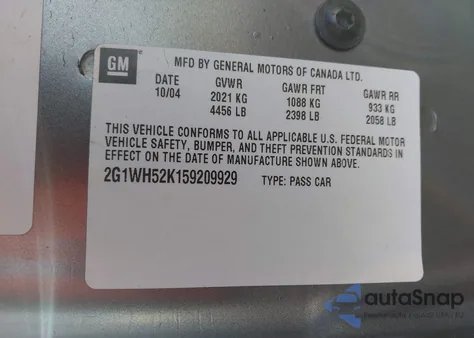 GM
MFD BY GENERAL MOTORS OF CANADA LTD.
DATE GVWR GAWR FRT GAWR RR
10/04 2021 KG 1088 KG 933 KG
4456 LB 2398 LB 2058 LB
THIS VEHICLE CONFORMS TO ALL APPLICABLE U.S. FEDERAL MOTOR
VEHICLE SAFETY, BUMPER, AND THEFT PREVENTION STANDARDS IN
EFFECT ON THE DATE OF MANUFACTURE SHOWN ABOVE.
2G1WH52K159209929 TYPE: PASS CAR
autoSnap